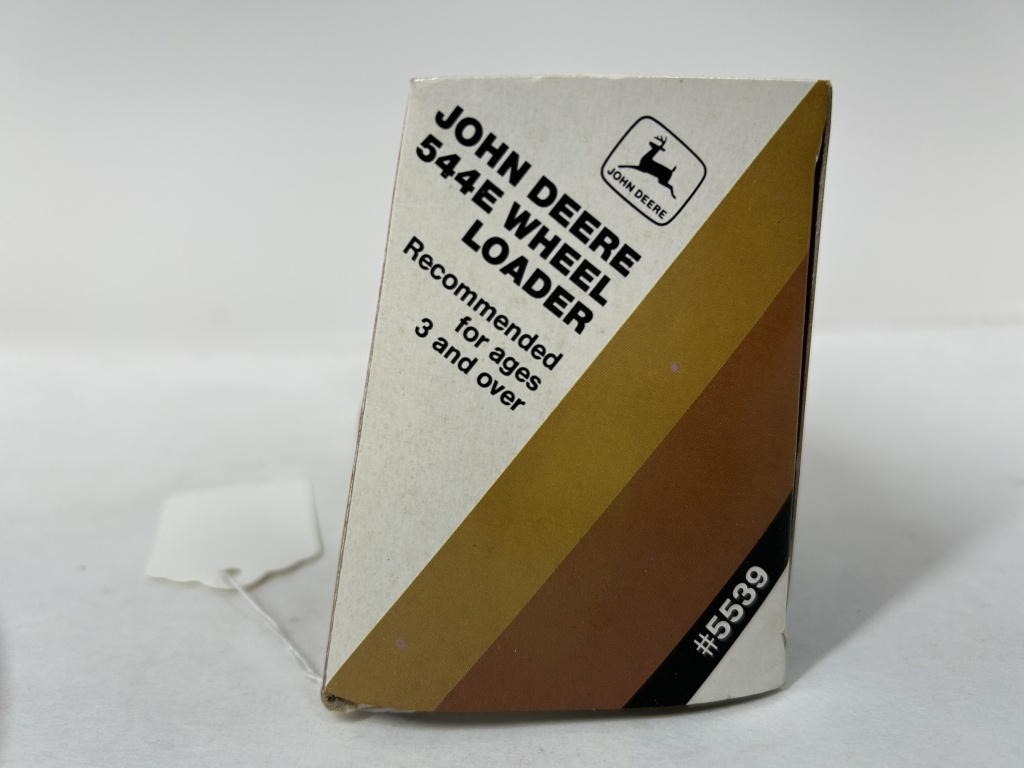 JOHN DEERE
544E WHEEL
LOADER
Recommended
for ages
3 and over
JOHN DEERE
#5539